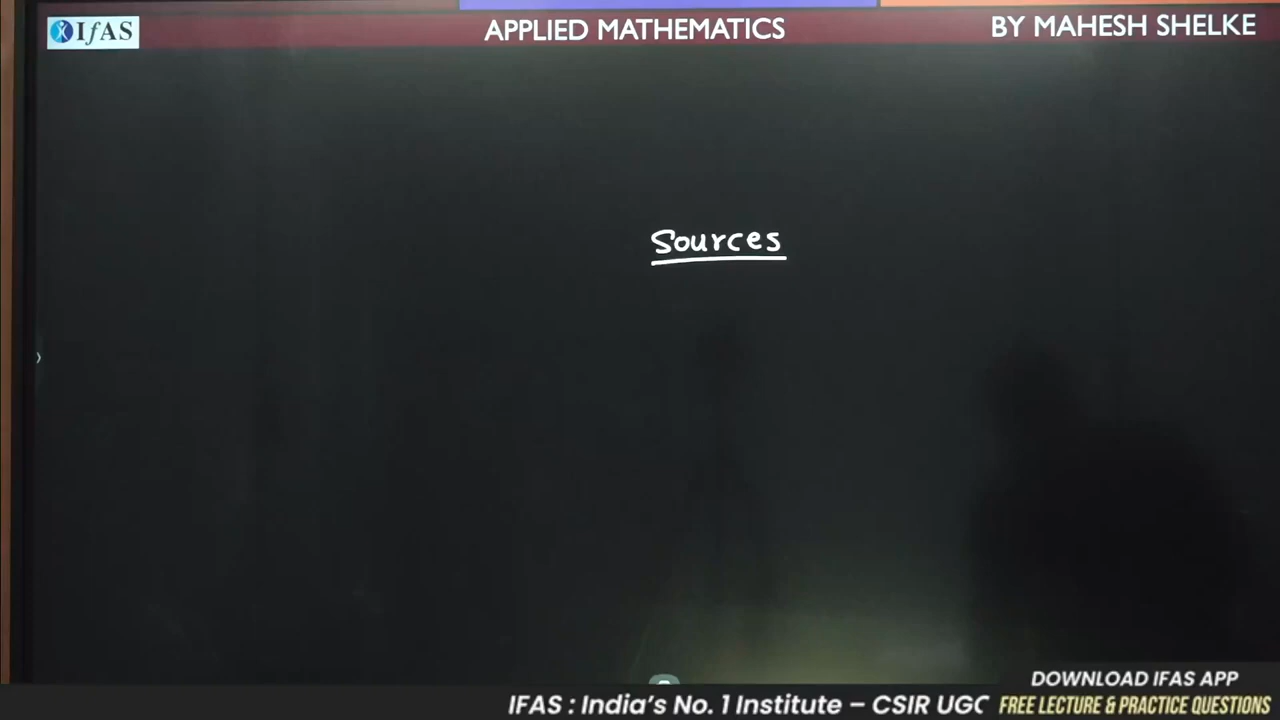 IfAS
APPLIED MATHEMATICS
BY MAHESH SHELKE
Sources
DOWNLOAD IFAS APP
IFAS : India's No. 1 Institute – CSIR UGC
FREE LECTURE & PRACTICE QUESTIONS